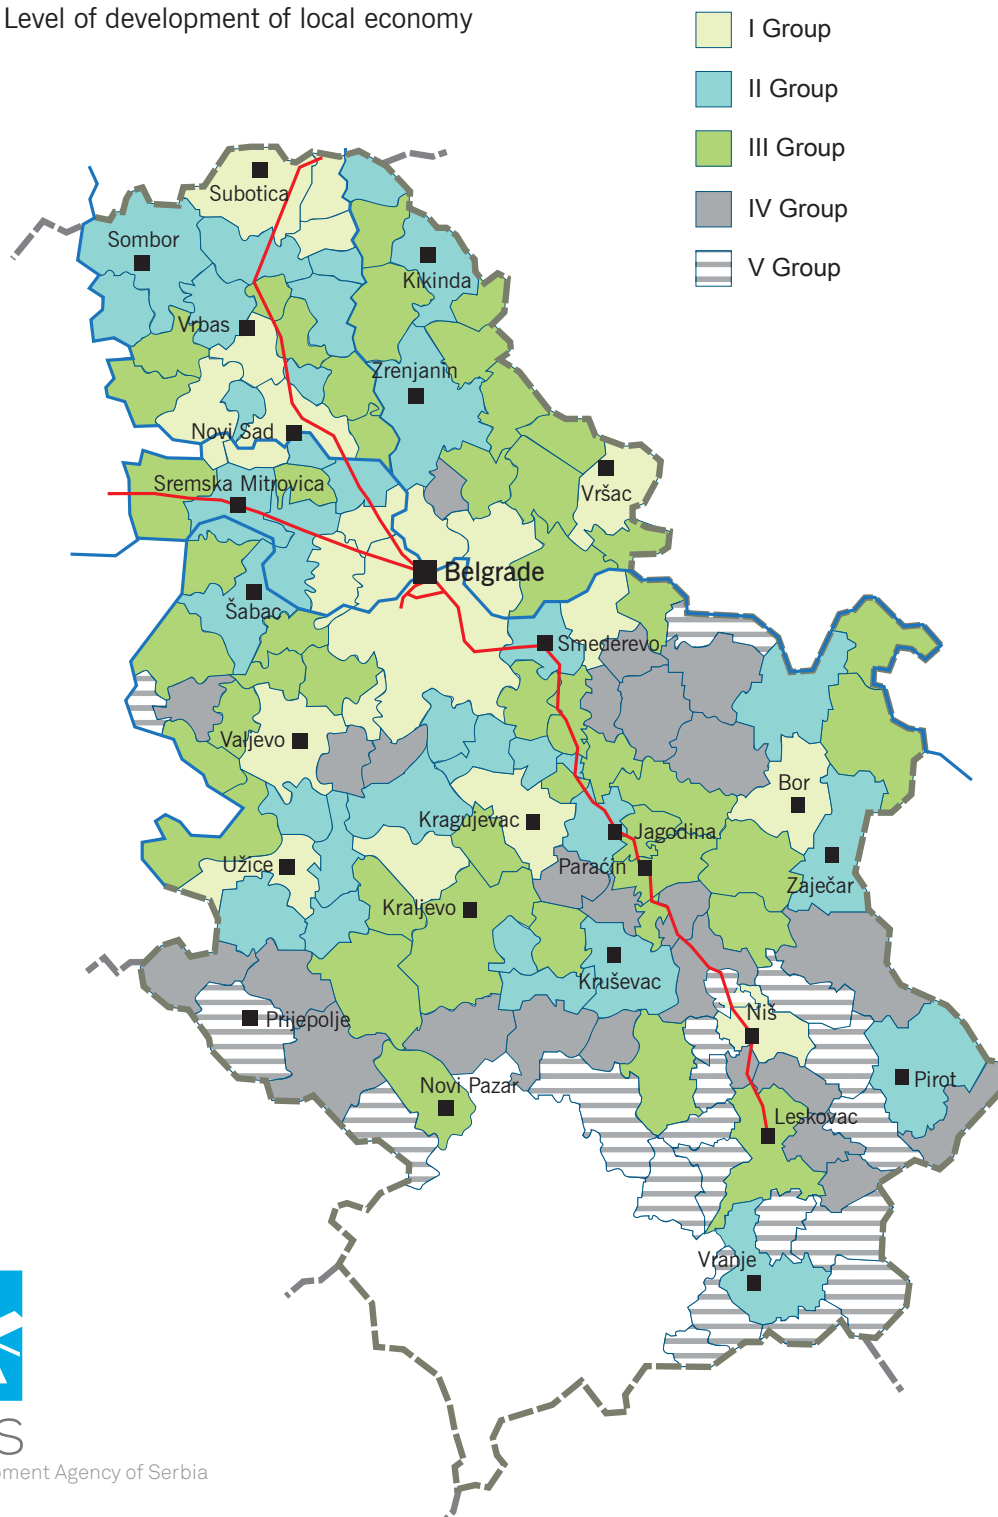 Level of development of local economy
I Group
II Group
III Group
IV Group
V Group
Subotica
Sombor
Kikinda
Vrbas
Zrenjanin
Novi Sad
Vršac
Sremska Mitrovica
Belgrade
Šabac
Smederevo
Valjevo
Bor
Kragujevac
Jagodina
Užice
Paraćin
Zaječar
Kraljevo
Kruševac
Prijepolje
Niš
Novi Pazar
Pirot
Leskovac
Vranje
S
ment Agency of Serbia